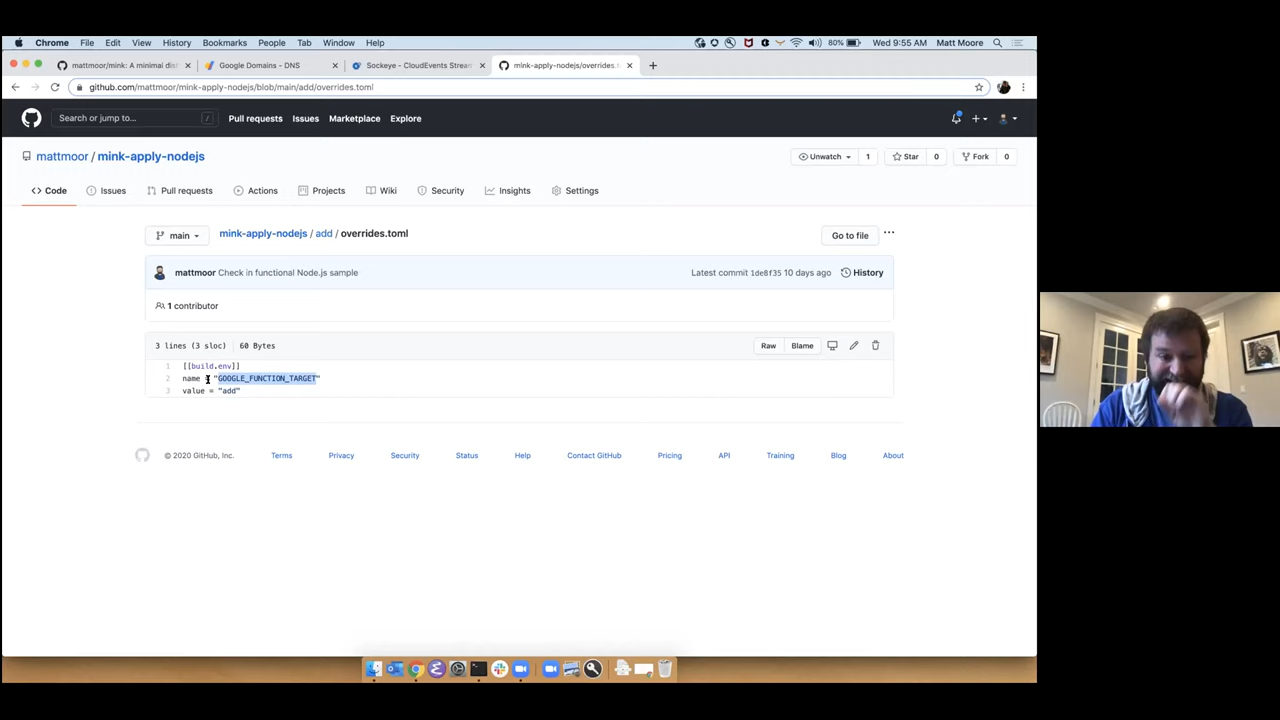 Chrome File Edit View History Bookmarks People Tab Window Help 80% Wed 9:55 AM Matt Moore
mattmoor/mink: A minimal dist Google Domains - DNS Sockeye - CloudEvents Stream mink-apply-nodejs/overrides.t
github.com/mattmoor/mink-apply-nodejs/blob/main/add/overrides.toml
Search or jump to... / Pull requests Issues Marketplace Explore
mattmoor / mink-apply-nodejs Unwatch 1 Star 0 Fork 0
Code Issues Pull requests Actions Projects Wiki Security Insights Settings
main mink-apply-nodejs / add / overrides.toml Go to file ...
mattmoor Check in functional Node.js sample Latest commit 1de8f35 10 days ago History
1 contributor
3 lines (3 sloc) 60 Bytes Raw Blame
1 [[build.env]]
2 name = "GOOGLE_FUNCTION_TARGET"
3 value = "add"
© 2020 GitHub, Inc. Terms Privacy Security Status Help Contact GitHub Pricing API Training Blog About